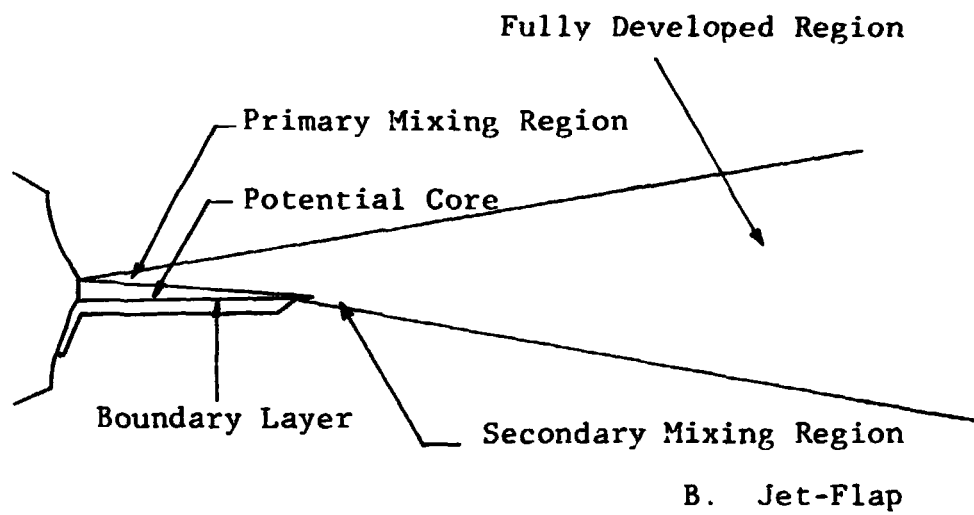 Fully Developed Region
Primary Mixing Region
Potential Core
Boundary Layer
Secondary Mixing Region
B. Jet-Flap